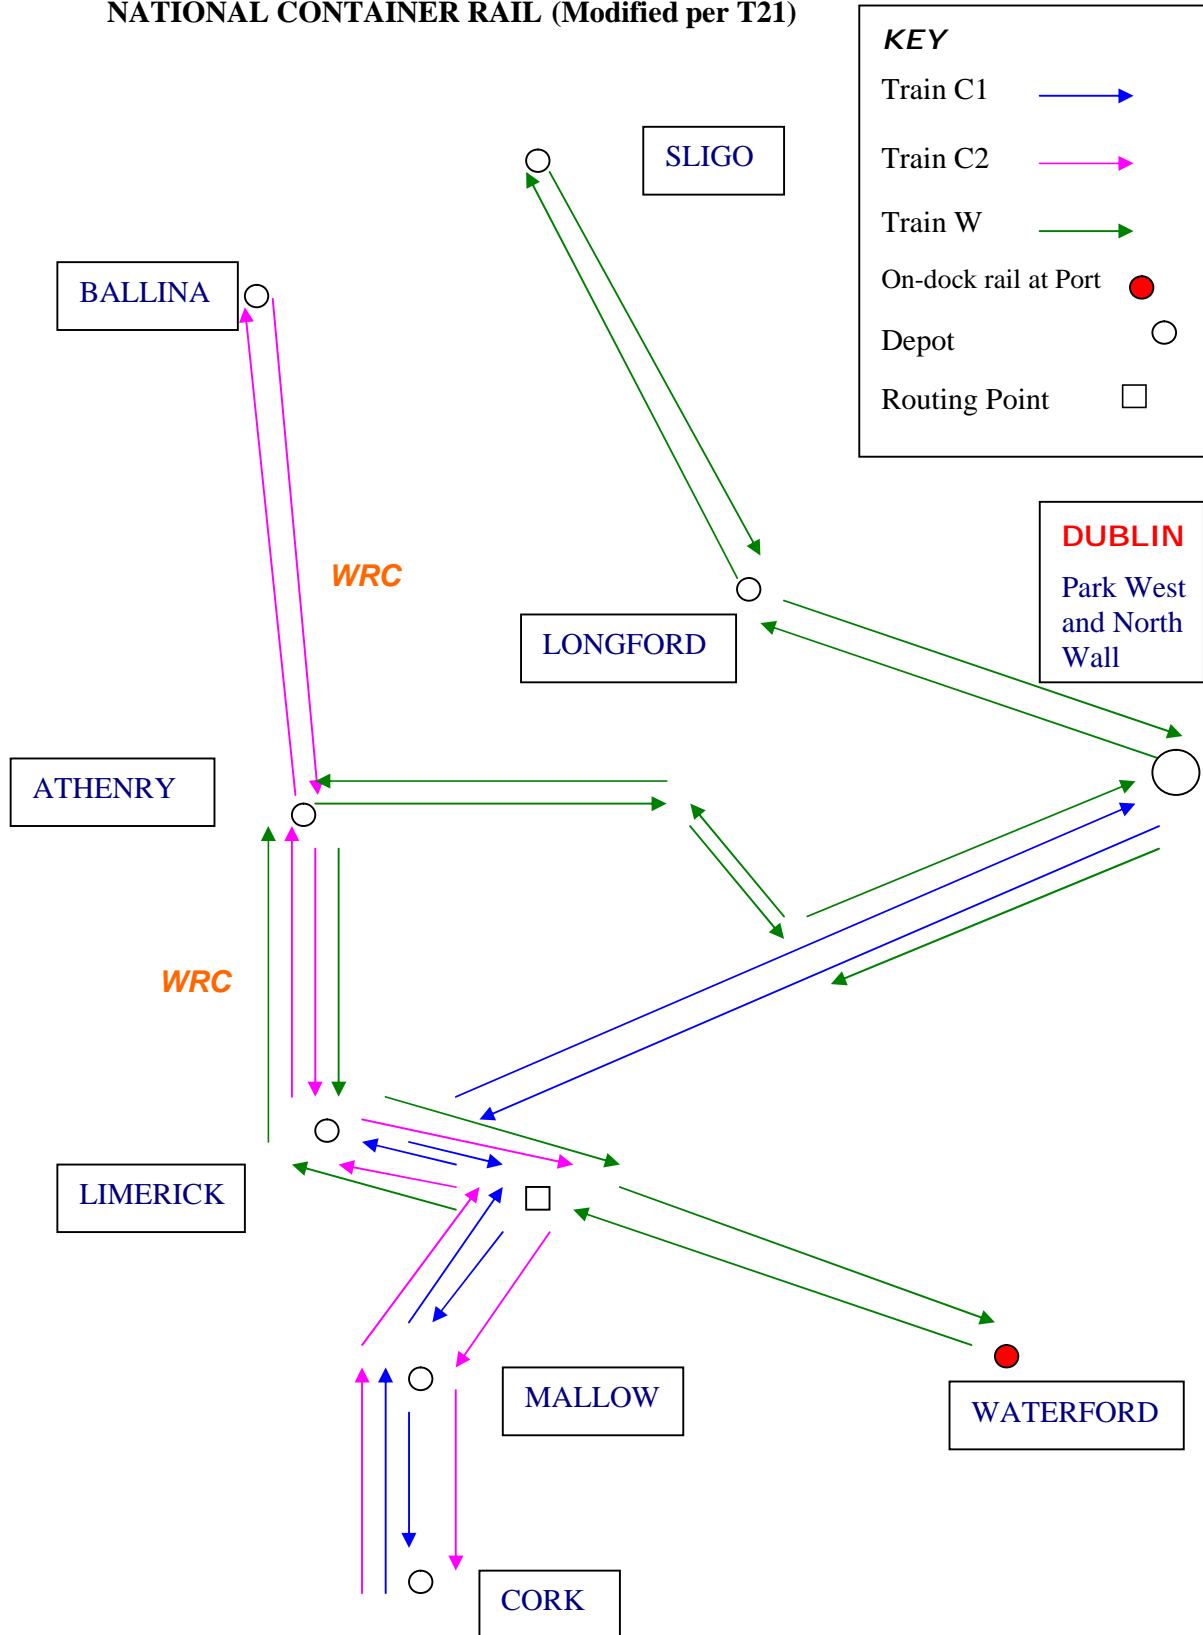 NATIONAL CONTAINER RAIL (Modified per T21)
KEY
Train C1
Train C2
Train W
On-dock rail at Port
Depot
Routing Point
SLIGO
BALLINA
WRC
DUBLIN
Park West
and North
Wall
LONGFORD
ATHENRY
WRC
LIMERICK
MALLOW
WATERFORD
CORK